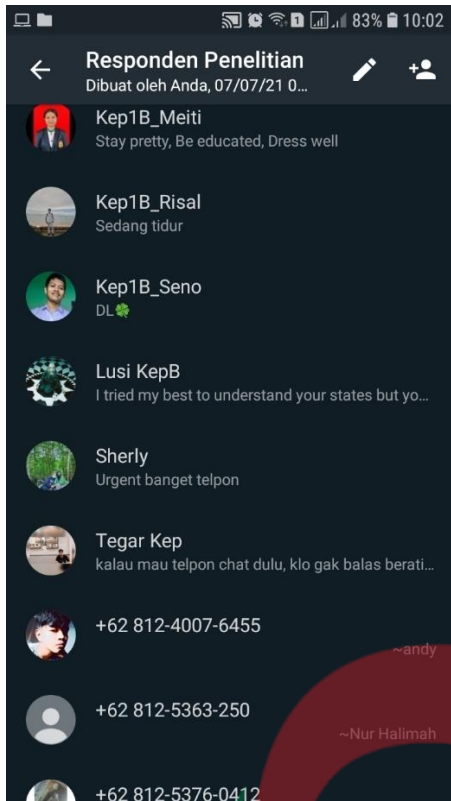 83% 10:02
Responden Penelitian
Dibuat oleh Anda, 07/07/21 0...
Kep1B_Meiti
Stay pretty, Be educated, Dress well
Kep1B_Risal
Sedang tidur
Kep1B_Seno
DL🍀
Lusi KepB
I tried my best to understand your states but yo...
Sherly
Urgent banget telpon
Tegar Kep
kalau mau telpon chat dulu, klo gak balas berati...
+62 812-4007-6455
~andy
+62 812-5363-250
~Nur Halimah
+62 812-5376-0412